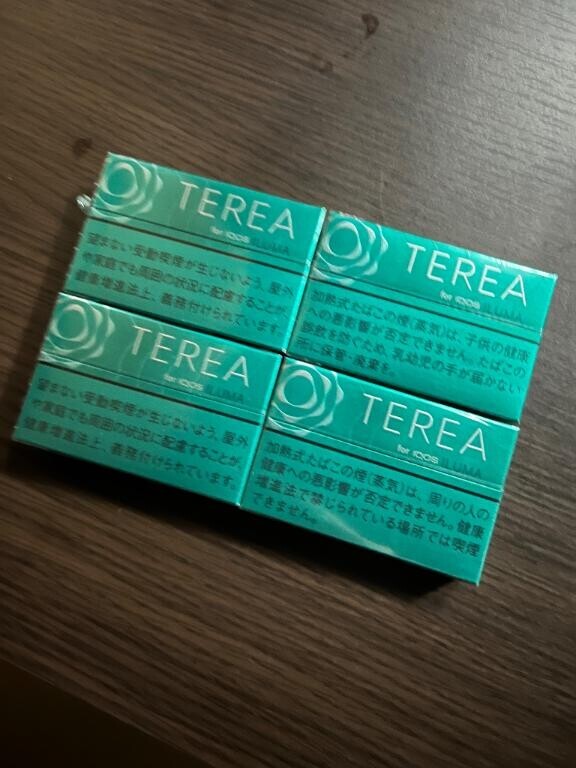 TEREA
for IQOS ILUMA
望まない受動喫煙が生じないよう、屋外
や家庭でも周囲の状況に配慮することが、
健康増進法上、義務付けられています。
TEREA
for IQOS ILUMA
加熱式たばこの煙(蒸気)は、子供の健康
への悪影響が否定できません。たばこの
誤飲を防ぐため、乳幼児の手が届かない
所に保管・廃棄を。
TEREA
for IQOS ILUMA
望まない受動喫煙が生じないよう、屋外
や家庭でも周囲の状況に配慮することが、
健康増進法上、義務付けられています。
TEREA
for IQOS ILUMA
加熱式たばこの煙(蒸気)は、周りの人の
健康への悪影響が否定できません。健康
増進法で禁じられている場所では喫煙
できません。